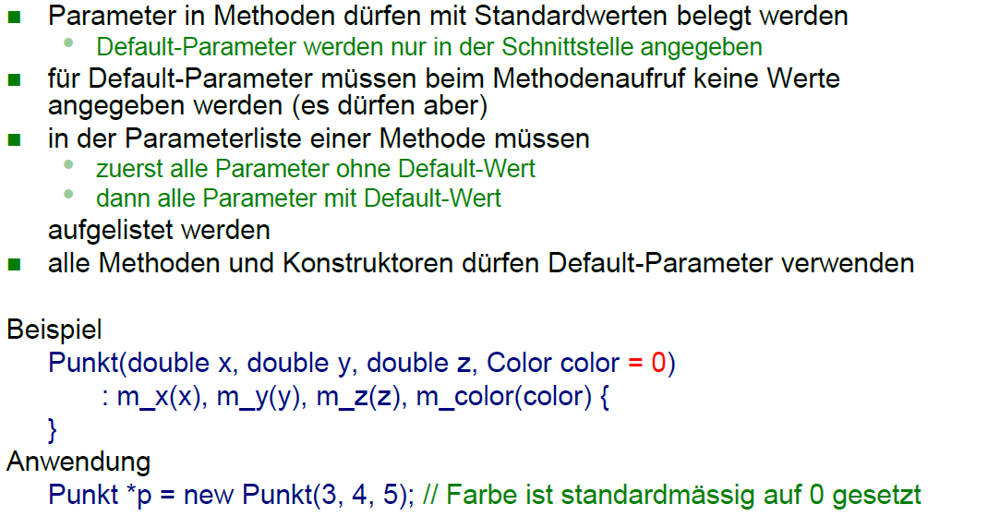 Parameter in Methoden dürfen mit Standardwerten belegt werden
Default-Parameter werden nur in der Schnittstelle angegeben
für Default-Parameter müssen beim Methodenaufruf keine Werte
angegeben werden (es dürfen aber)
in der Parameterliste einer Methode müssen
zuerst alle Parameter ohne Default-Wert
dann alle Parameter mit Default-Wert
aufgelistet werden
alle Methoden und Konstruktoren dürfen Default-Parameter verwenden
Beispiel
Punkt(double x, double y, double z, Color color = 0)
: m_x(x), m_y(y), m_z(z), m_color(color) {
}
Anwendung
Punkt *p = new Punkt(3, 4, 5); // Farbe ist standardmässig auf 0 gesetzt